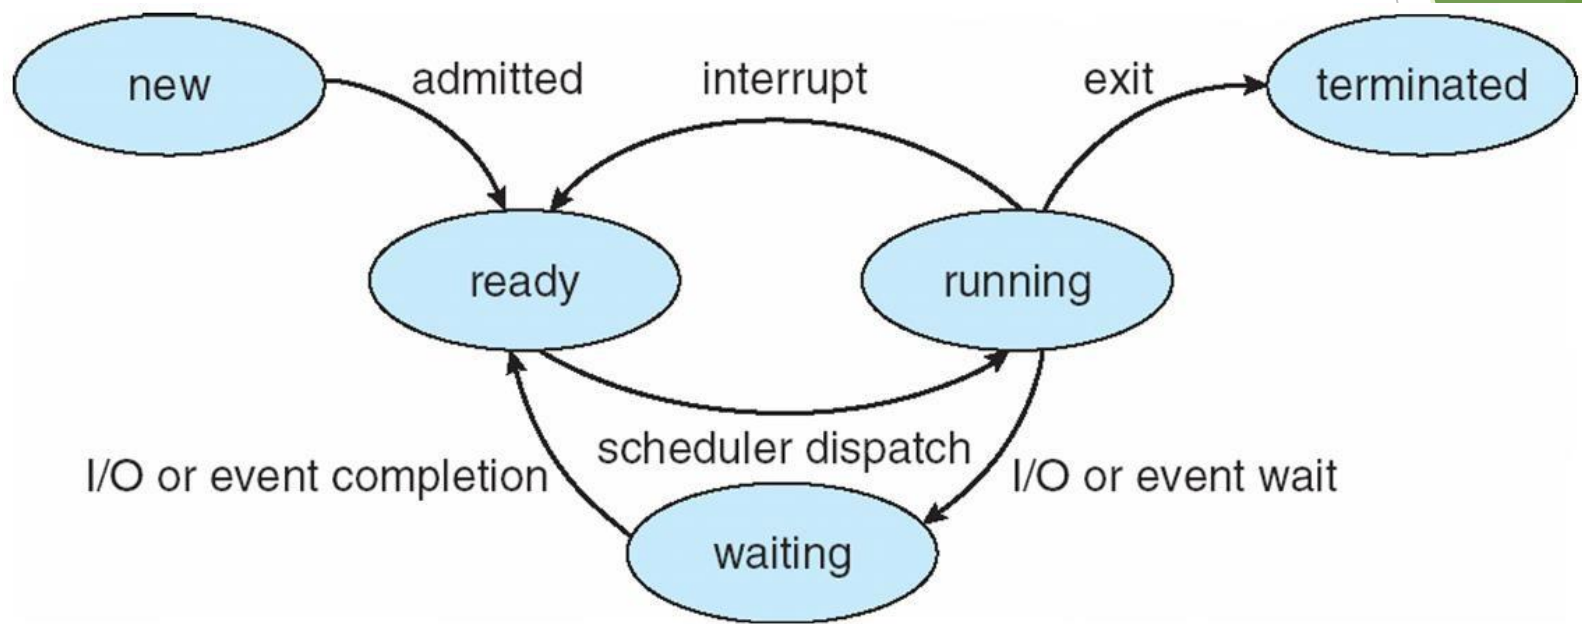 new
admitted
interrupt
exit
terminated
ready
running
scheduler dispatch
I/O or event completion
I/O or event wait
waiting